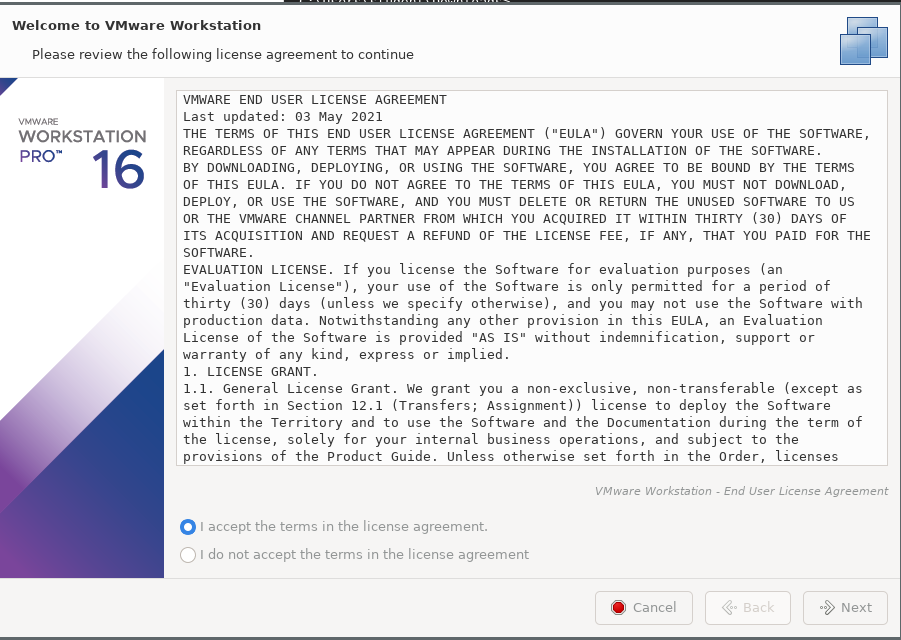 Welcome to VMware Workstation
Please review the following license agreement to continue
VMWARE
WORKSTATION
PRO™ 16
VMWARE END USER LICENSE AGREEMENT
Last updated: 03 May 2021
THE TERMS OF THIS END USER LICENSE AGREEMENT ("EULA") GOVERN YOUR USE OF THE SOFTWARE,
REGARDLESS OF ANY TERMS THAT MAY APPEAR DURING THE INSTALLATION OF THE SOFTWARE.
BY DOWNLOADING, DEPLOYING, OR USING THE SOFTWARE, YOU AGREE TO BE BOUND BY THE TERMS
OF THIS EULA. IF YOU DO NOT AGREE TO THE TERMS OF THIS EULA, YOU MUST NOT DOWNLOAD,
DEPLOY, OR USE THE SOFTWARE, AND YOU MUST DELETE OR RETURN THE UNUSED SOFTWARE TO US
OR THE VMWARE CHANNEL PARTNER FROM WHICH YOU ACQUIRED IT WITHIN THIRTY (30) DAYS OF
ITS ACQUISITION AND REQUEST A REFUND OF THE LICENSE FEE, IF ANY, THAT YOU PAID FOR THE
SOFTWARE.
EVALUATION LICENSE. If you license the Software for evaluation purposes (an
"Evaluation License"), your use of the Software is only permitted for a period of
thirty (30) days (unless we specify otherwise), and you may not use the Software with
production data. Notwithstanding any other provision in this EULA, an Evaluation
License of the Software is provided "AS IS" without indemnification, support or
warranty of any kind, express or implied.
1. LICENSE GRANT.
1.1. General License Grant. We grant you a non-exclusive, non-transferable (except as
set forth in Section 12.1 (Transfers; Assignment)) license to deploy the Software
within the Territory and to use the Software and the Documentation during the term of
the license, solely for your internal business operations, and subject to the
provisions of the Product Guide. Unless otherwise set forth in the Order, licenses
VMware Workstation - End User License Agreement
I accept the terms in the license agreement.
I do not accept the terms in the license agreement
Cancel Back Next